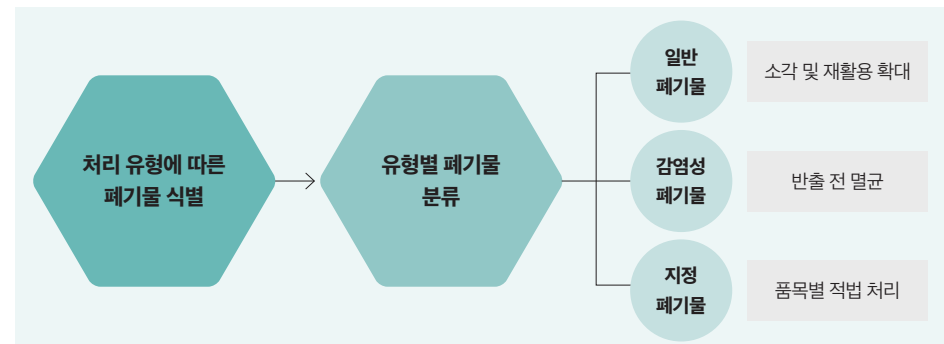 처리 유형에 따른
폐기물 식별
유형별 폐기물
분류
일반
폐기물
소각 및 재활용 확대
감염성
폐기물
반출 전 멸균
지정
폐기물
품목별 적법 처리